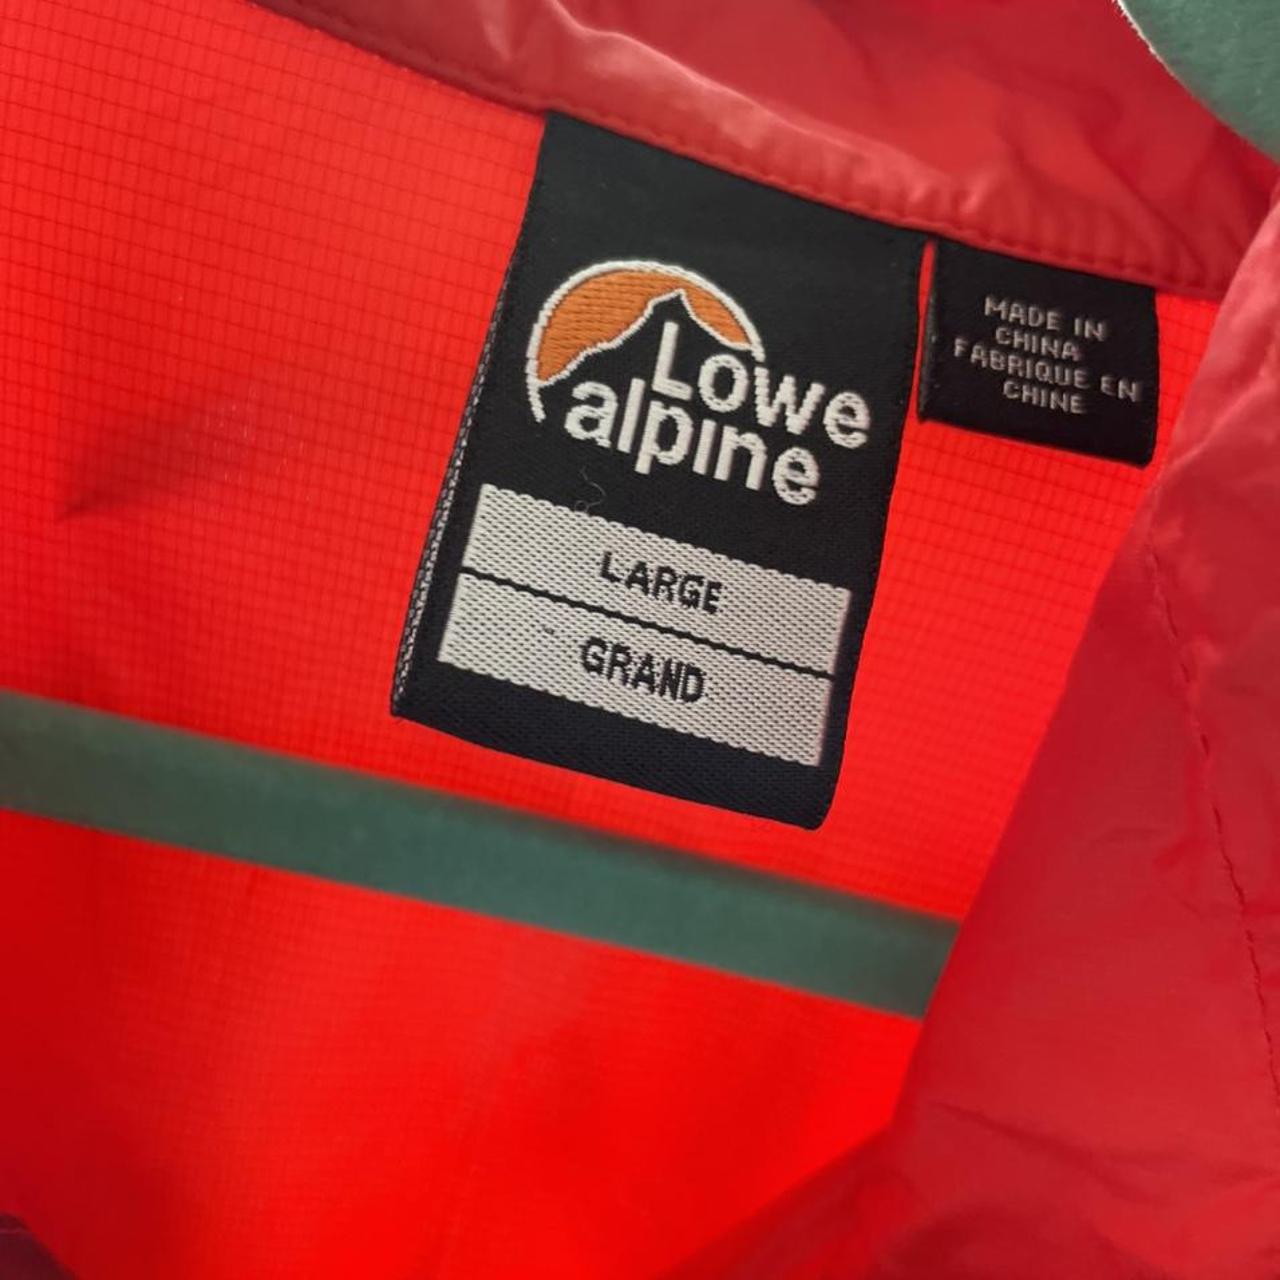 Lowe
alpine
LARGE
GRAND
MADE IN
CHINA
FABRIQUE EN
CHINE